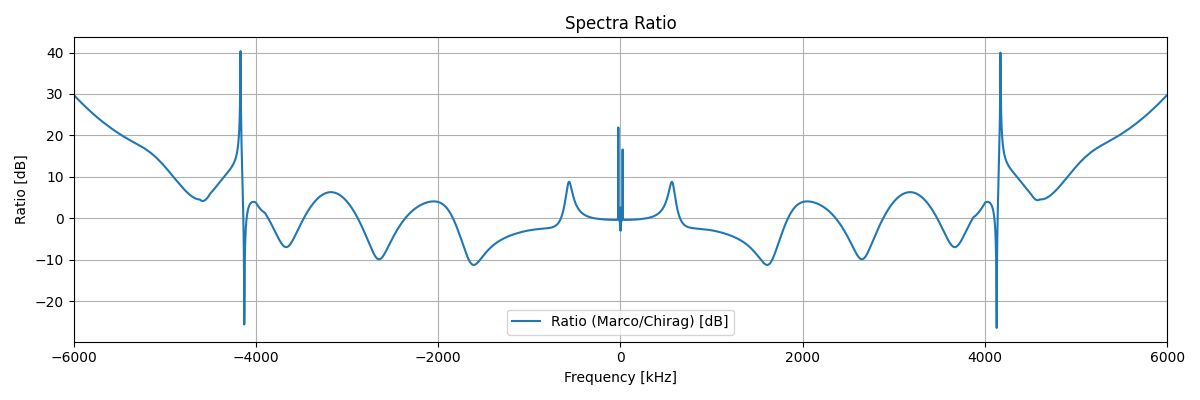 Spectra Ratio
Ratio [dB]
40
30
20
10
0
−10
−20
Ratio (Marco/Chirag) [dB]
−6000 −4000 −2000 0 2000 4000 6000
Frequency [kHz]